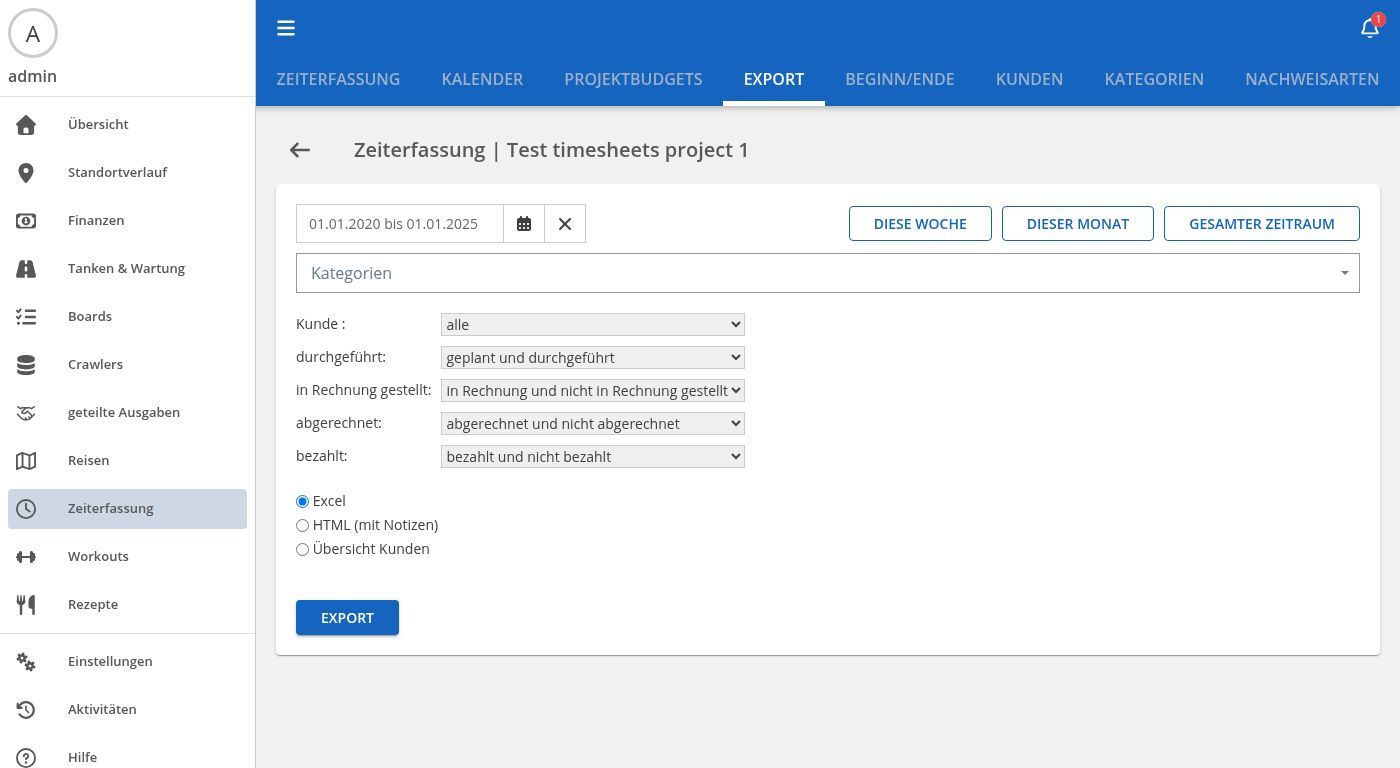 A
admin
Übersicht
Standortverlauf
Finanzen
Tanken & Wartung
Boards
Crawlers
geteilte Ausgaben
Reisen
Zeiterfassung
Workouts
Rezepte
Einstellungen
Aktivitäten
Hilfe
1
ZEITERFASSUNG KALENDER PROJEKTBUDGETS EXPORT BEGINN/ENDE KUNDEN KATEGORIEN NACHWEISARTEN
Zeiterfassung | Test timesheets project 1
01.01.2020 bis 01.01.2025 DIESE WOCHE DIESER MONAT GESAMTER ZEITRAUM
Kategorien
Kunde : alle
durchgeführt: geplant und durchgeführt
in Rechnung gestellt: in Rechnung und nicht in Rechnung gestellt
abgerechnet: abgerechnet und nicht abgerechnet
bezahlt: bezahlt und nicht bezahlt
Excel
HTML (mit Notizen)
Übersicht Kunden
EXPORT